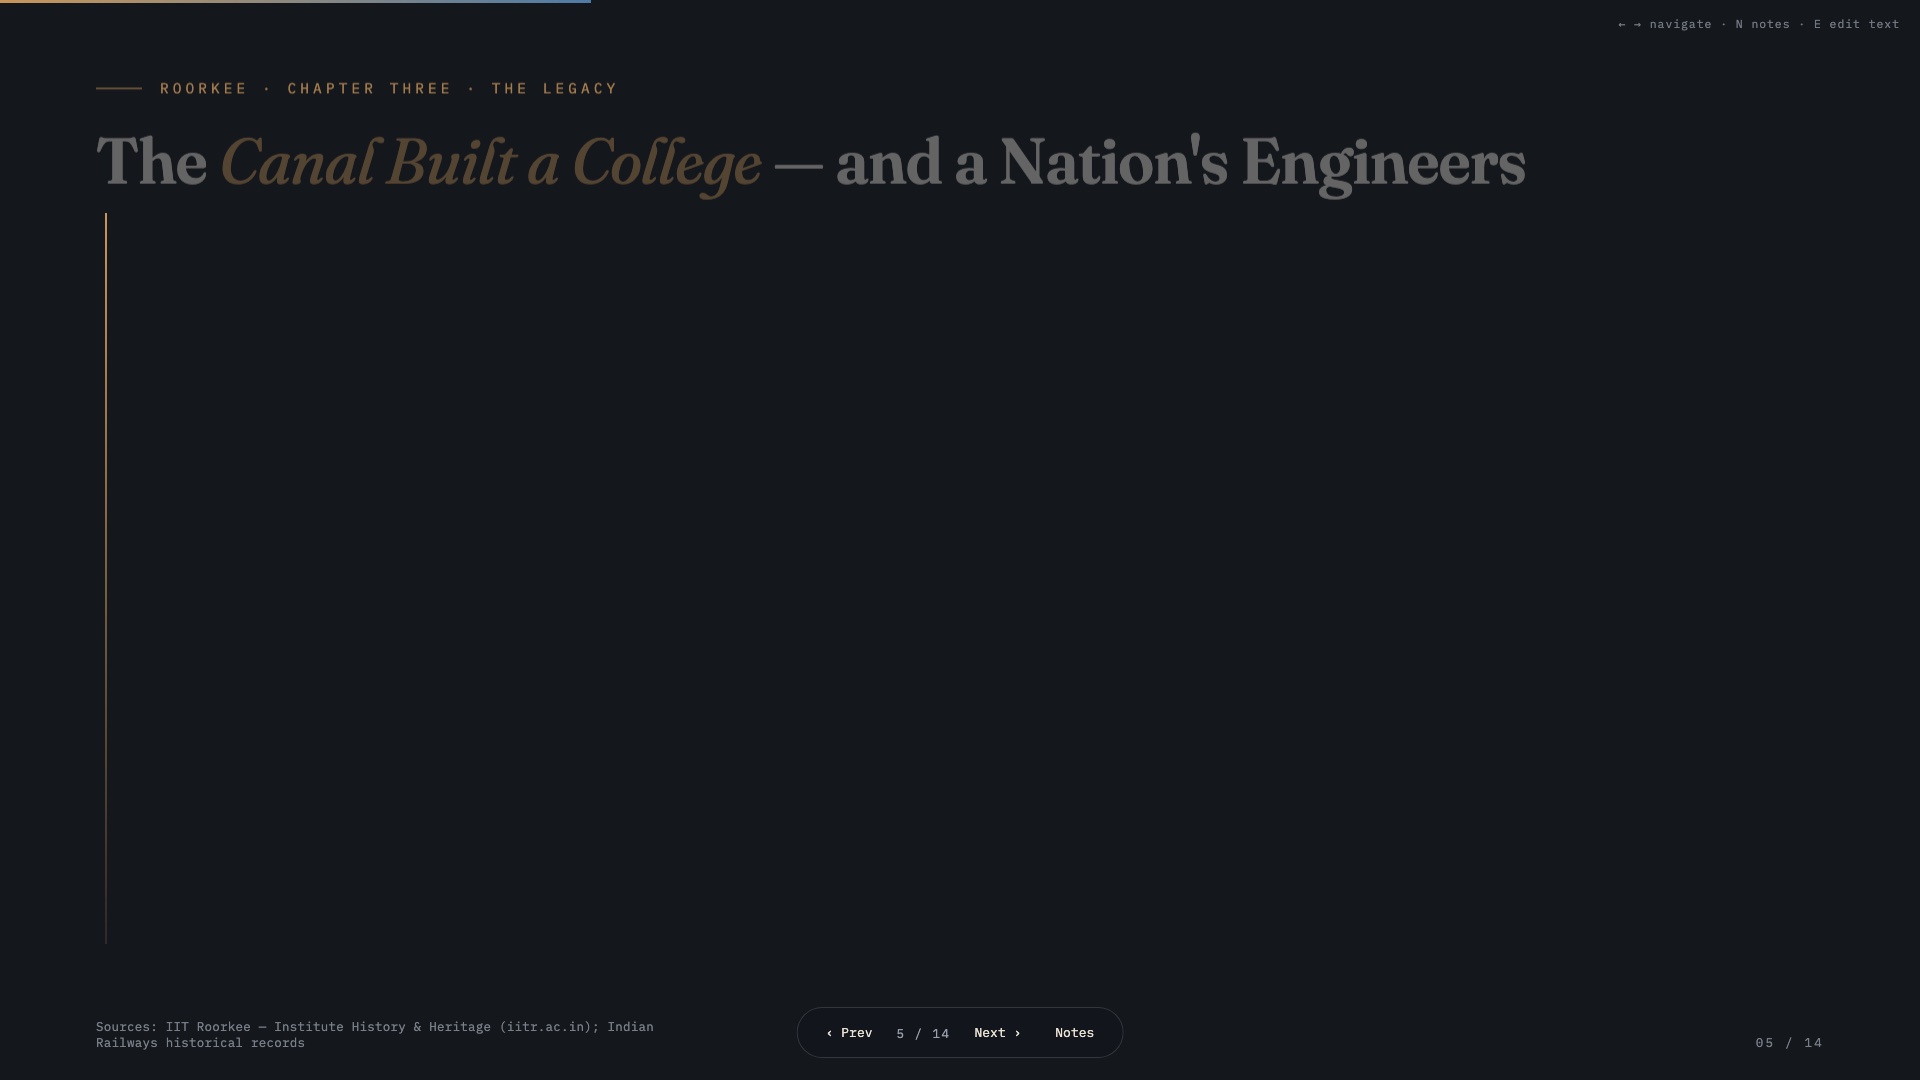 ← → navigate · N notes · E edit text
ROORKEE · CHAPTER THREE · THE LEGACY
The Canal Built a College — and a Nation's Engineers
Sources: IIT Roorkee — Institute History & Heritage (iitr.ac.in); Indian
Railways historical records
‹ Prev 5 / 14 Next › Notes
05 / 14